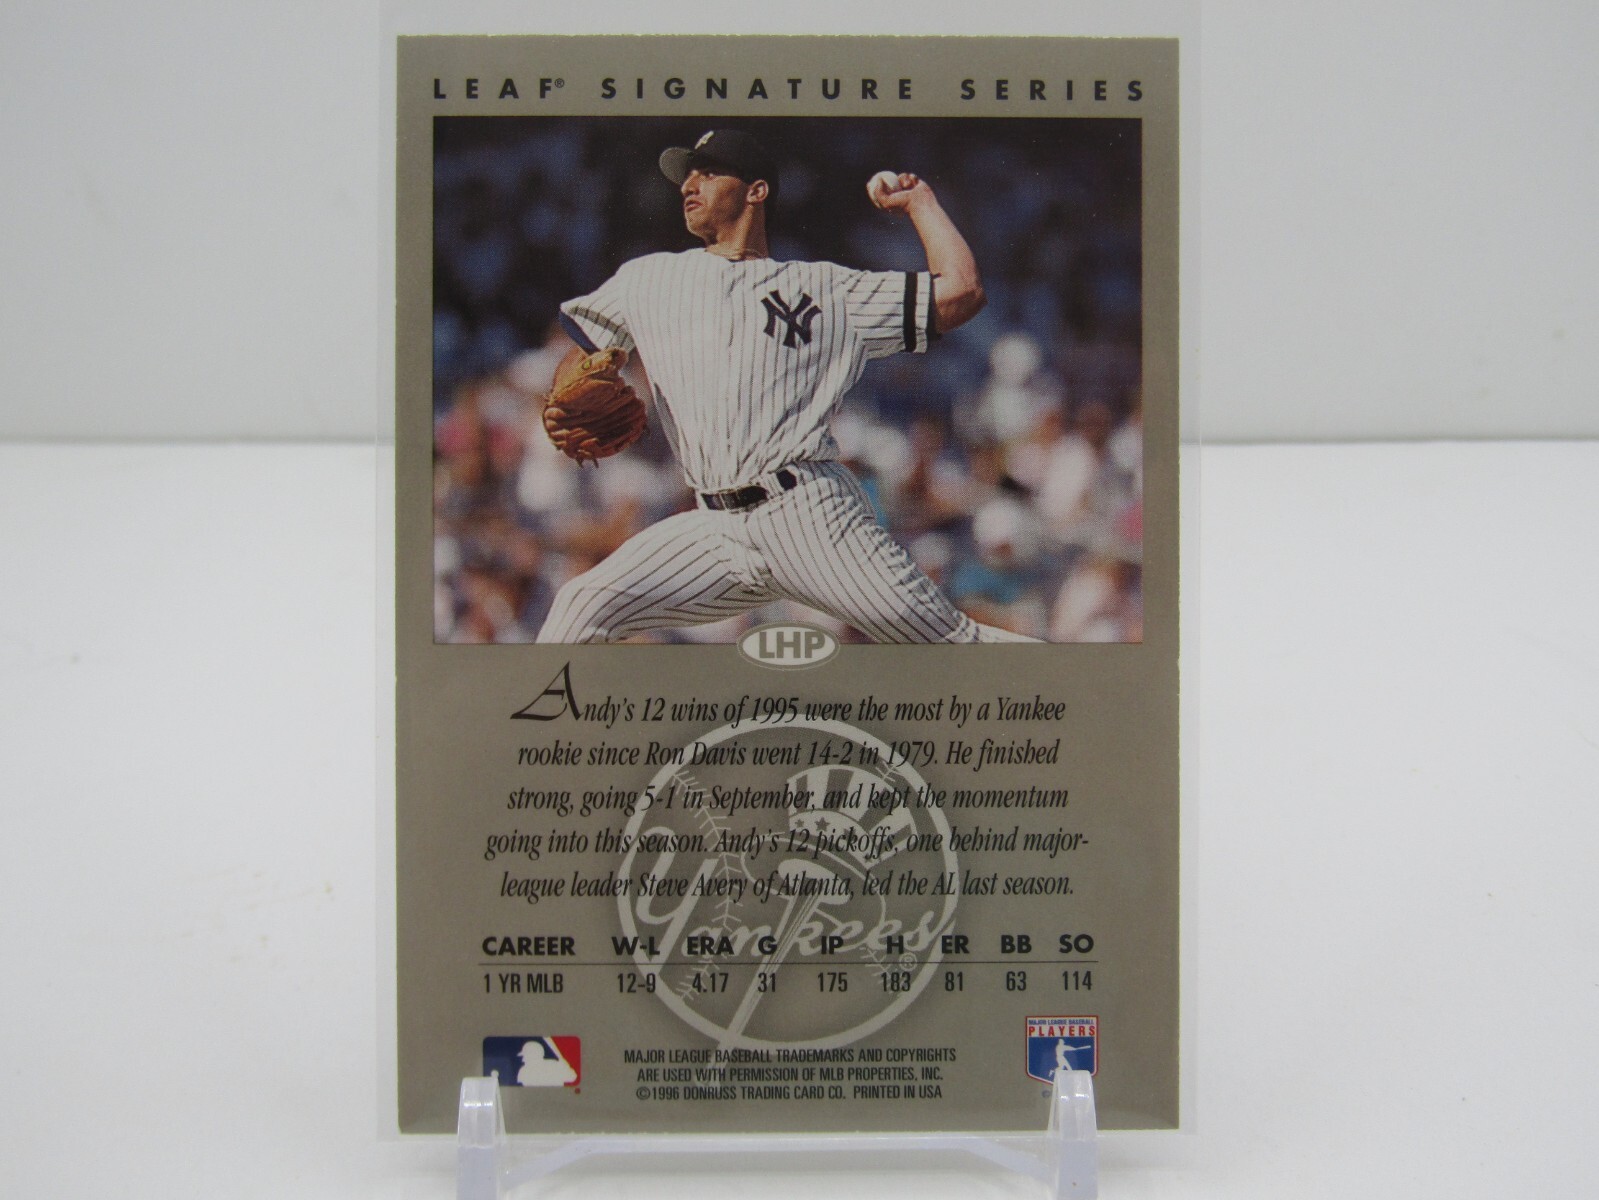 LEAF® SIGNATURE SERIES
NY
LHP
Andy's 12 wins of 1995 were the most by a Yankee
rookie since Ron Davis went 14-2 in 1979. He finished
strong, going 5-1 in September, and kept the momentum
going into this season. Andy's 12 pickoffs, one behind major-
league leader Steve Avery of Atlanta, led the AL last season.
Yankees®
CAREER W-L ERA G IP H ER BB SO
1 YR MLB 12-9 4.17 31 175 183 81 63 114
MAJOR LEAGUE BASEBALL
PLAYERS
MAJOR LEAGUE BASEBALL TRADEMARKS AND COPYRIGHTS
ARE USED WITH PERMISSION OF MLB PROPERTIES, INC.
©1996 DONRUSS TRADING CARD CO. PRINTED IN USA